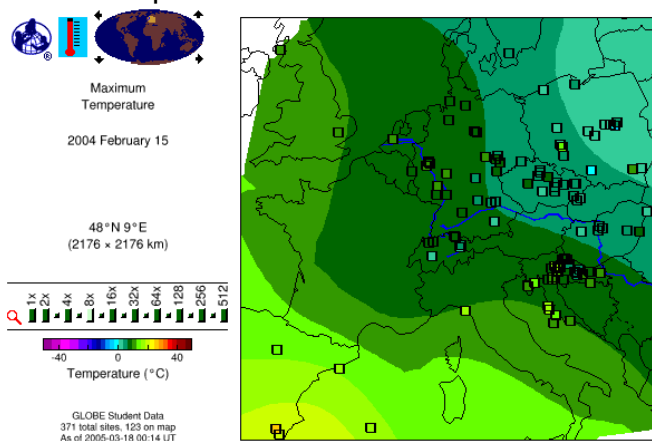 ®
Maximum
Temperature
2004 February 15
48°N 9°E
(2176 × 2176 km)
1x 2x 4x 8x 16x 32x 64x 128 256 512
-40 0 40
Temperature (°C)
GLOBE Student Data
371 total sites, 123 on map
As of 2005-03-18 00:14 UT